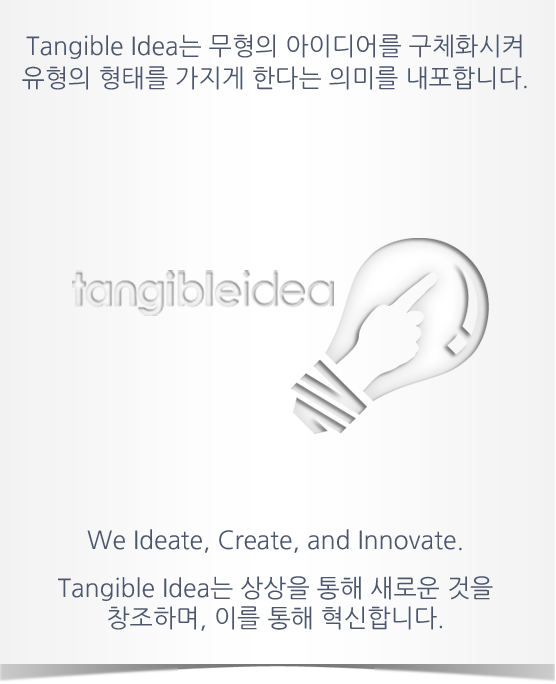 Tangible Idea는 무형의 아이디어를 구체화시켜
유형의 형태를 가지게 한다는 의미를 내포합니다.
tangibleidea
We Ideate, Create, and Innovate.
Tangible Idea는 상상을 통해 새로운 것을
창조하며, 이를 통해 혁신합니다.